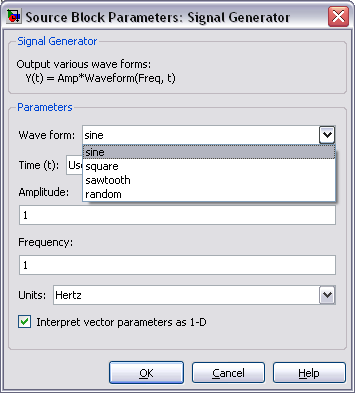 Source Block Parameters: Signal Generator
Signal Generator
Output various wave forms:
Y(t) = Amp*Waveform(Freq, t)
Parameters
Wave form: sine
sine
square
sawtooth
random
Time (t):
Amplitude:
1
Frequency:
1
Units: Hertz
Interpret vector parameters as 1-D
OK Cancel Help